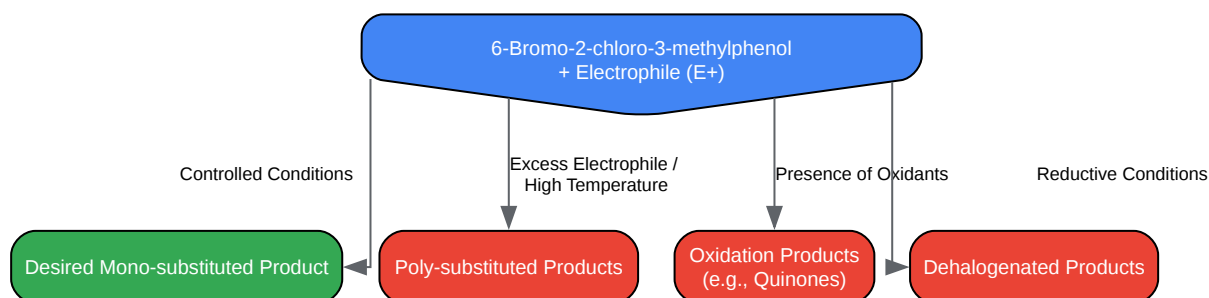 6-Bromo-2-chloro-3-methylphenol
+ Electrophile (E+)
Controlled Conditions
Excess Electrophile /
High Temperature
Presence of Oxidants
Reductive Conditions
Desired Mono-substituted Product
Poly-substituted Products
Oxidation Products
(e.g., Quinones)
Dehalogenated Products